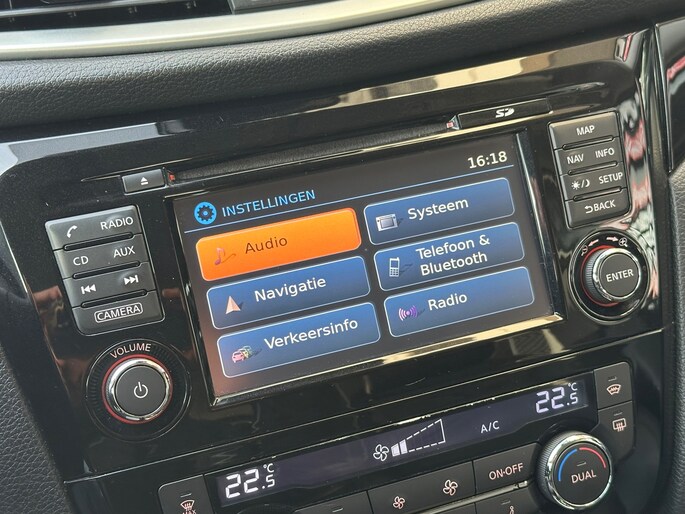 SD
16:18
INSTELLINGEN
Audio
Systeem
Navigatie
Telefoon &
Bluetooth
Verkeersinfo
Radio
RADIO
CD AUX
CAMERA
VOLUME
MAP
NAV INFO
SETUP
BACK
ENTER
22.5°C
A/C
22.5°C
MAX
ON-OFF
DUAL